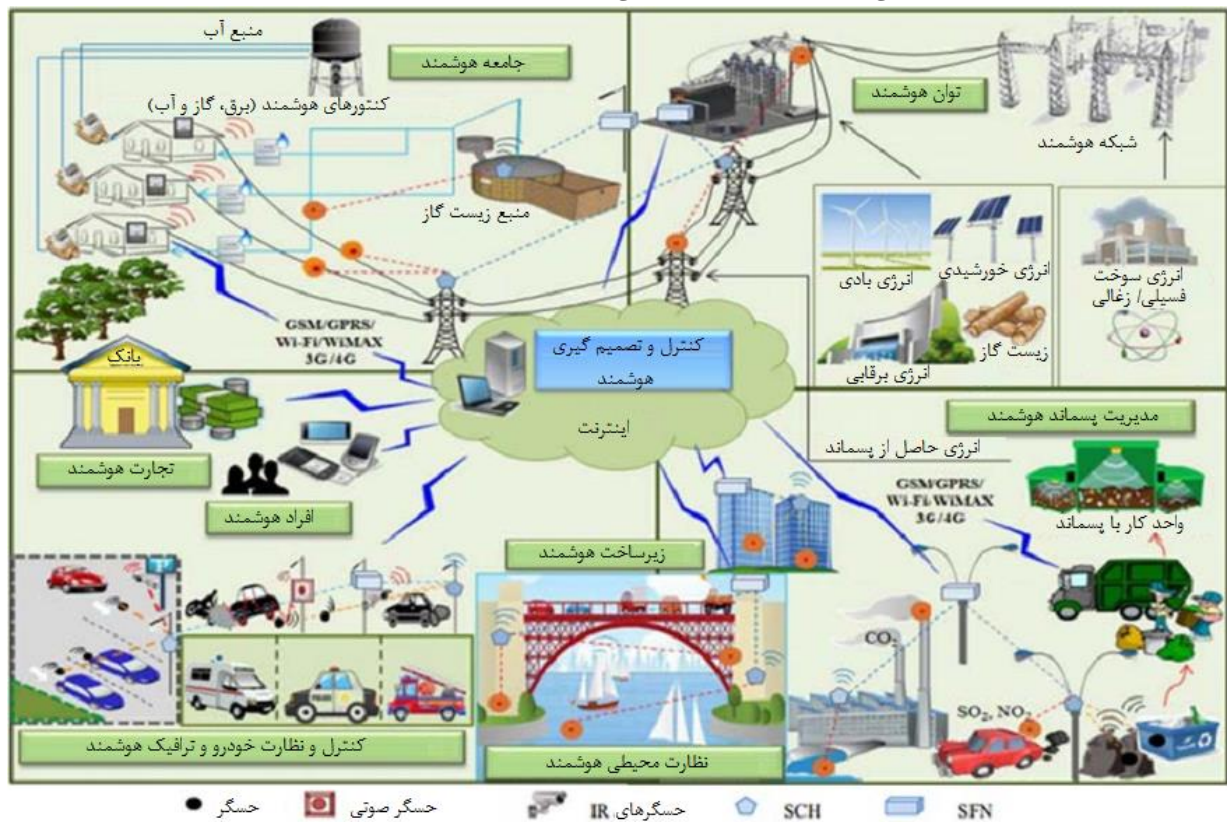 منبع آب
جامعه هوشمند
کنتورهای هوشمند (برق، گاز و آب)
منبع زیست گاز
توان هوشمند
شبکه هوشمند
انرژی بادی
انرژی خورشیدی
انرژی برقابی
زیست گاز
انرژی سوخت
فسیلی/ زغالی
GSM/GPRS/
Wi-Fi/WiMAX
3G/4G
کنترل و تصمیم گیری
هوشمند
اینترنت
بانک
تجارت هوشمند
افراد هوشمند
مدیریت پسماند هوشمند
انرژی حاصل از پسماند
GSM/GPRS/
Wi-Fi/WiMAX
3G/4G
واحد کار با پسماند
زیرساخت هوشمند
POLICE
CO₂
SO₂, NO₂
کنترل و نظارت خودرو و ترافیک هوشمند
نظارت محیطی هوشمند
حسگر
حسگر صوتی
حسگرهای IR
SCH
SFN